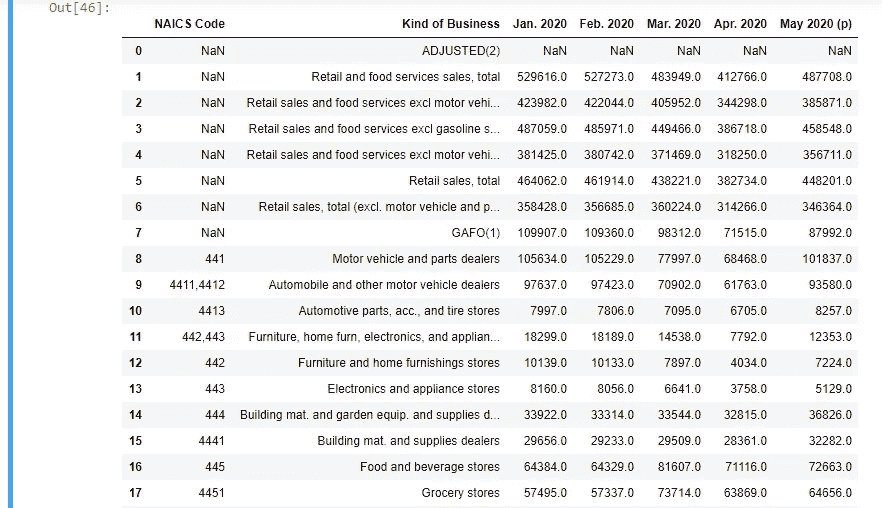 Out[46]:
NAICS Code Kind of Business Jan. 2020 Feb. 2020 Mar. 2020 Apr. 2020 May 2020 (p)
0 NaN ADJUSTED(2) NaN NaN NaN NaN NaN
1 NaN Retail and food services sales, total 529616.0 527273.0 483949.0 412766.0 487708.0
2 NaN Retail sales and food services excl motor vehi... 423982.0 422044.0 405952.0 344298.0 385871.0
3 NaN Retail sales and food services excl gasoline s... 487059.0 485971.0 449466.0 386718.0 458548.0
4 NaN Retail sales and food services excl motor vehi... 381425.0 380742.0 371469.0 318250.0 356711.0
5 NaN Retail sales, total 464062.0 461914.0 438221.0 382734.0 448201.0
6 NaN Retail sales, total (excl. motor vehicle and p... 358428.0 356685.0 360224.0 314266.0 346364.0
7 NaN GAFO(1) 109907.0 109360.0 98312.0 71515.0 87992.0
8 441 Motor vehicle and parts dealers 105634.0 105229.0 77997.0 68468.0 101837.0
9 4411,4412 Automobile and other motor vehicle dealers 97637.0 97423.0 70902.0 61763.0 93580.0
10 4413 Automotive parts, acc., and tire stores 7997.0 7806.0 7095.0 6705.0 8257.0
11 442,443 Furniture, home furn, electronics, and applian... 18299.0 18189.0 14538.0 7792.0 12353.0
12 442 Furniture and home furnishings stores 10139.0 10133.0 7897.0 4034.0 7224.0
13 443 Electronics and appliance stores 8160.0 8056.0 6641.0 3758.0 5129.0
14 444 Building mat. and garden equip. and supplies d... 33922.0 33314.0 33544.0 32815.0 36826.0
15 4441 Building mat. and supplies dealers 29656.0 29233.0 29509.0 28361.0 32282.0
16 445 Food and beverage stores 64384.0 64329.0 81607.0 71116.0 72663.0
17 4451 Grocery stores 57495.0 57337.0 73714.0 63869.0 64656.0